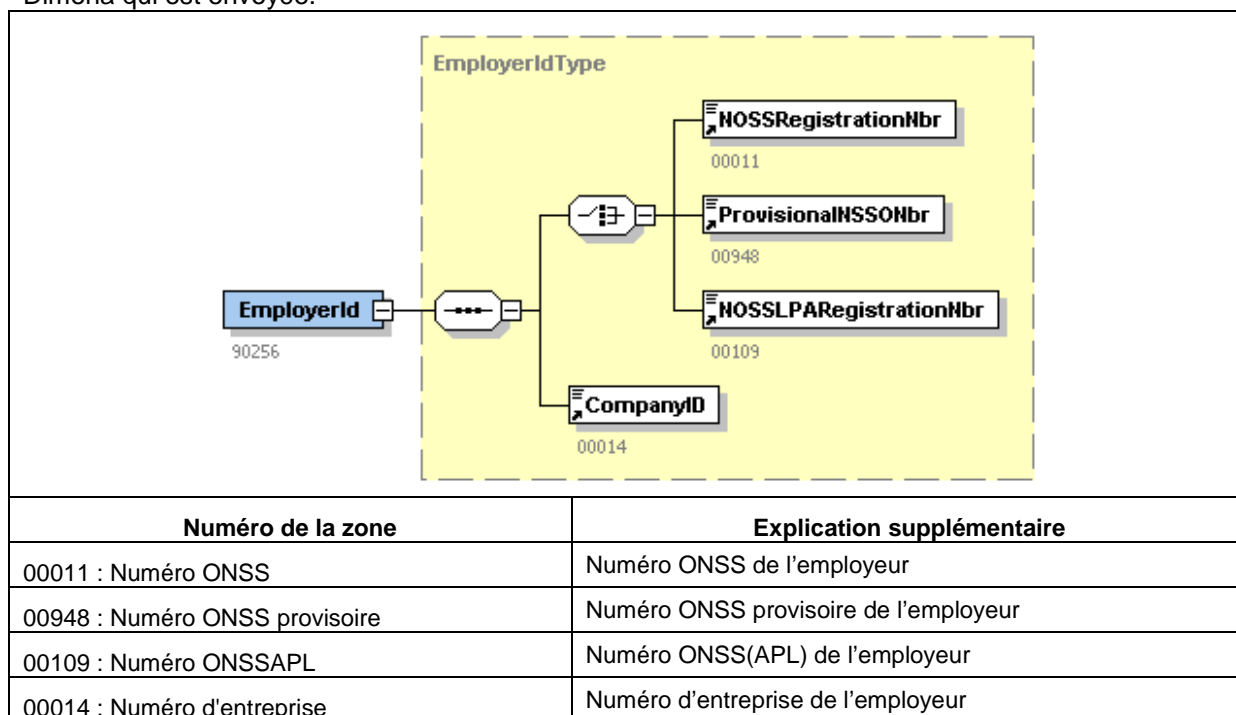 Dimona qui est envoyée.
EmployerIdType
NOSSRegistrationNbr
00011
ProvisionalNSSONbr
00948
EmployerId
90256
NOSSLPARegistrationNbr
00109
CompanyID
00014
Numéro de la zone Explication supplémentaire
00011 : Numéro ONSS Numéro ONSS de l'employeur
00948 : Numéro ONSS provisoire Numéro ONSS provisoire de l'employeur
00109 : Numéro ONSSAPL Numéro ONSS(APL) de l'employeur
00014 : Numéro d'entreprise Numéro d'entreprise de l'employeur